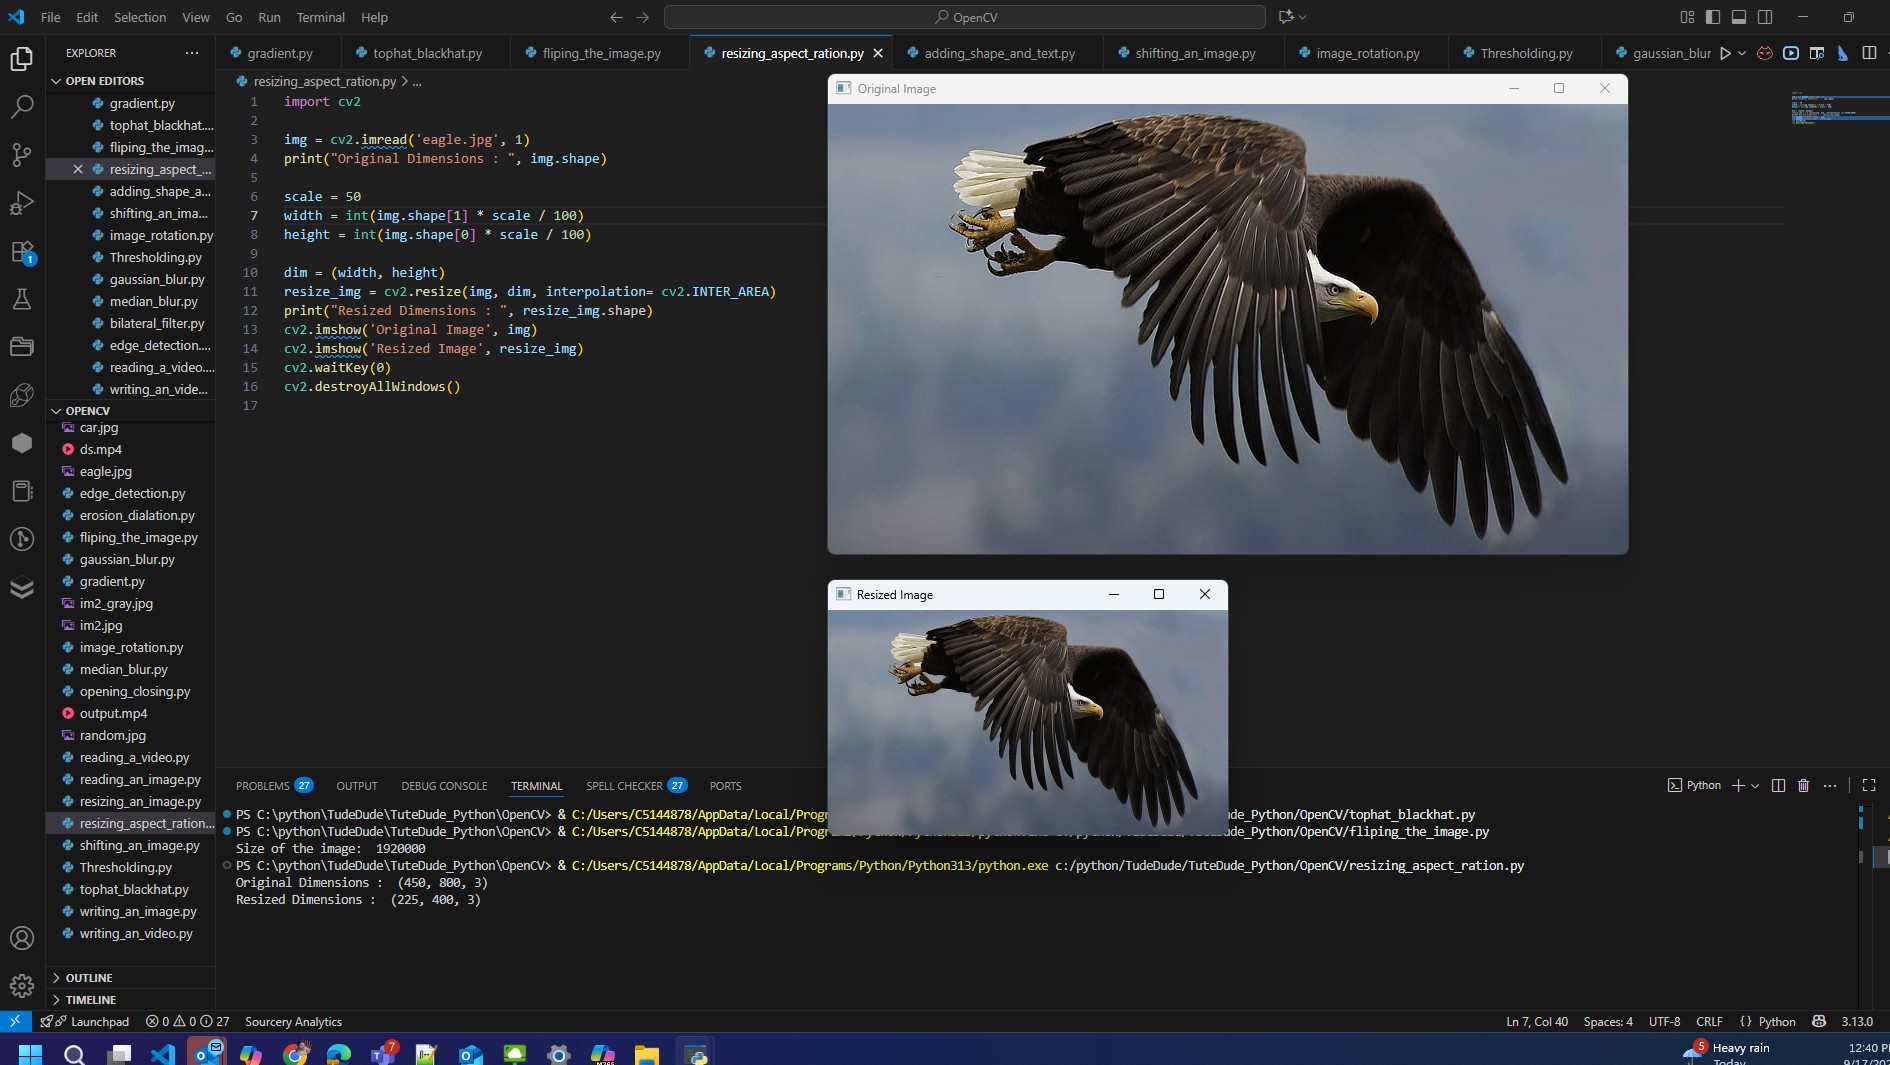 File Edit Selection View Go Run Terminal Help
OpenCV
EXPLORER
gradient.py
tophat_blackhat.py
fliping_the_image.py
resizing_aspect_ration.py
adding_shape_and_text.py
shifting_an_image.py
image_rotation.py
Thresholding.py
gaussian_blur
OPEN EDITORS
gradient.py
tophat_blackhat....
fliping_the_imag...
resizing_aspect_...
adding_shape_a...
shifting_an_ima...
image_rotation.py
Thresholding.py
gaussian_blur.py
median_blur.py
bilateral_filter.py
edge_detection....
reading_a_video....
writing_an_vide...
OPENCV
car.jpg
ds.mp4
eagle.jpg
edge_detection.py
erosion_dialation.py
fliping_the_image.py
gaussian_blur.py
gradient.py
im2_gray.jpg
im2.jpg
image_rotation.py
median_blur.py
opening_closing.py
output.mp4
random.jpg
reading_a_video.py
reading_an_image.py
resizing_an_image.py
resizing_aspect_ration...
shifting_an_image.py
Thresholding.py
tophat_blackhat.py
writing_an_image.py
writing_an_video.py
OUTLINE
TIMELINE
1
resizing_aspect_ration.py > ...
1 import cv2
2
3 img = cv2.imread('eagle.jpg', 1)
4 print("Original Dimensions : ", img.shape)
5
6 scale = 50
7 width = int(img.shape[1] * scale / 100)
8 height = int(img.shape[0] * scale / 100)
9
10 dim = (width, height)
11 resize_img = cv2.resize(img, dim, interpolation= cv2.INTER_AREA)
12 print("Resized Dimensions : ", resize_img.shape)
13 cv2.imshow('Original Image', img)
14 cv2.imshow('Resized Image', resize_img)
15 cv2.waitKey(0)
16 cv2.destroyAllWindows()
17
Original Image
Resized Image
PROBLEMS 27 OUTPUT DEBUG CONSOLE TERMINAL SPELL CHECKER 27 PORTS
Python
PS C:\python\TudeDude\TuteDude_Python\OpenCV> & C:/Users/C5144878/AppData/Local/Progr de_Python/OpenCV/tophat_blackhat.py
PS C:\python\TudeDude\TuteDude_Python\OpenCV> & C:/Users/C5144878/AppData/Local/Progr de_Python/OpenCV/fliping_the_image.py
Size of the image: 1920000
PS C:\python\TudeDude\TuteDude_Python\OpenCV> & C:/Users/C5144878/AppData/Local/Programs/Python/Python313/python.exe c:/python/TudeDude/TuteDude_Python/OpenCV/resizing_aspect_ration.py
Original Dimensions : (450, 800, 3)
Resized Dimensions : (225, 400, 3)
Launchpad 0 0 27 Sourcery Analytics
Ln 7, Col 40 Spaces: 4 UTF-8 CRLF {} Python 3.13.0
7
M365
5
Heavy rain
Today
12:40